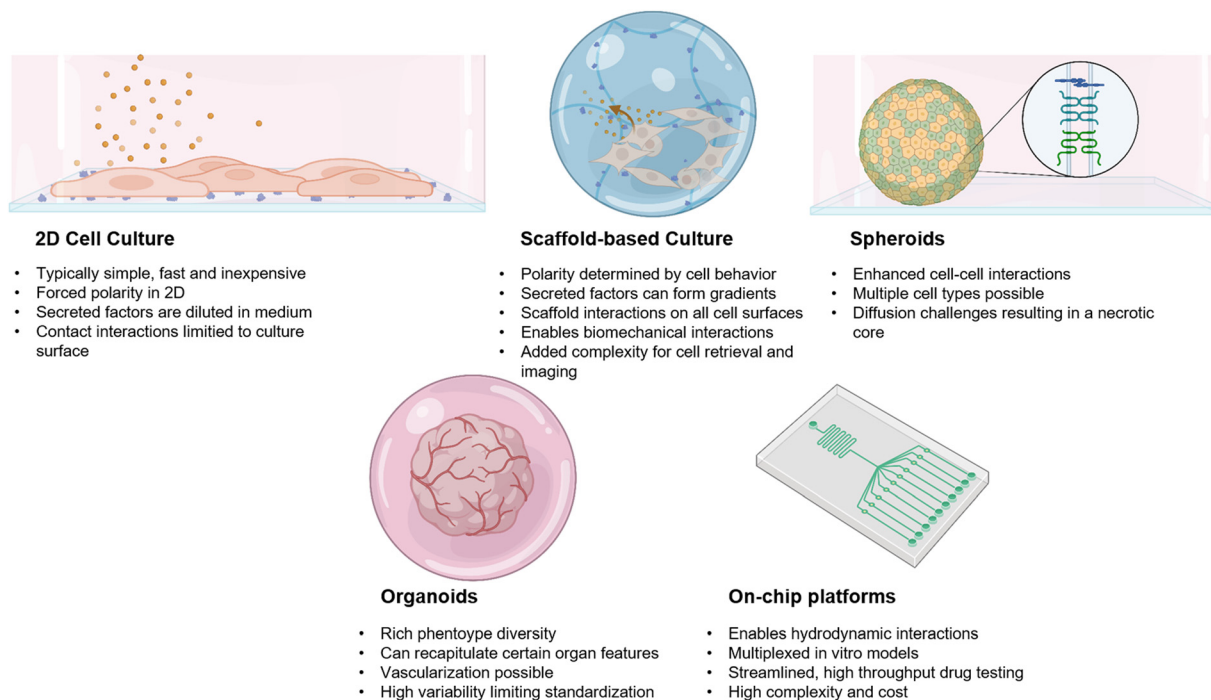 2D Cell Culture
• Typically simple, fast and inexpensive
• Forced polarity in 2D
• Secreted factors are diluted in medium
• Contact interactions limitied to culture
surface
Scaffold-based Culture
• Polarity determined by cell behavior
• Secreted factors can form gradients
• Scaffold interactions on all cell surfaces
• Enables biomechanical interactions
• Added complexity for cell retrieval and
imaging
Spheroids
• Enhanced cell-cell interactions
• Multiple cell types possible
• Diffusion challenges resulting in a necrotic
core
Organoids
• Rich phentoype diversity
• Can recapitulate certain organ features
• Vascularization possible
• High variability limiting standardization
On-chip platforms
• Enables hydrodynamic interactions
• Multiplexed in vitro models
• Streamlined, high throughput drug testing
• High complexity and cost